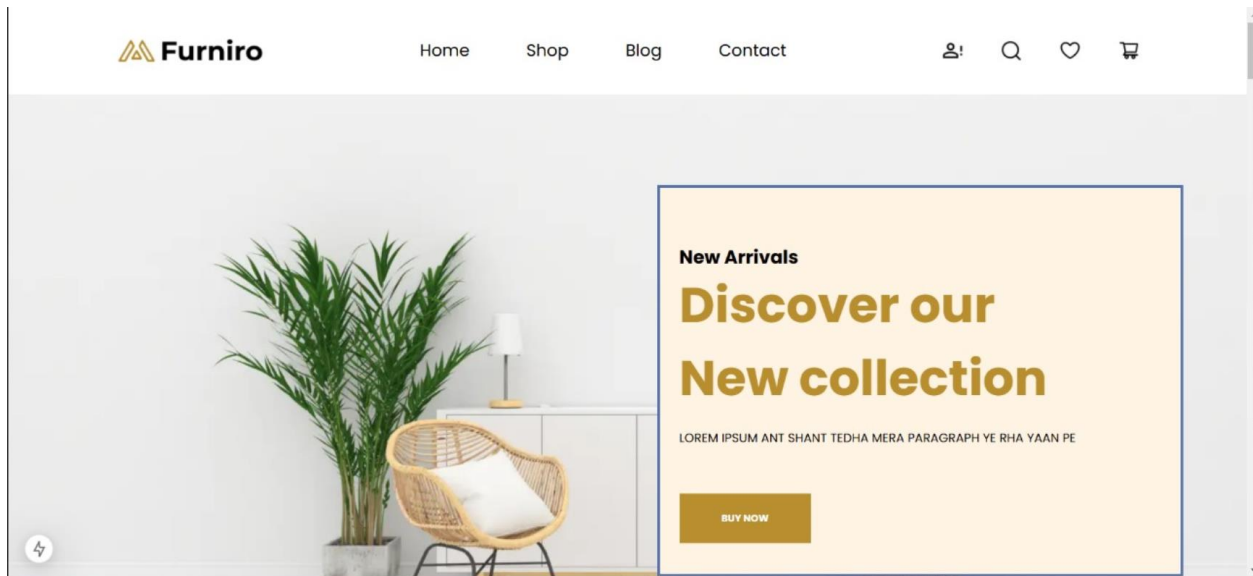 Furniro
Home Shop Blog Contact
New Arrivals
Discover our
New collection
LOREM IPSUM ANT SHANT TEDHA MERA PARAGRAPH YE RHA YAAN PE
BUY NOW